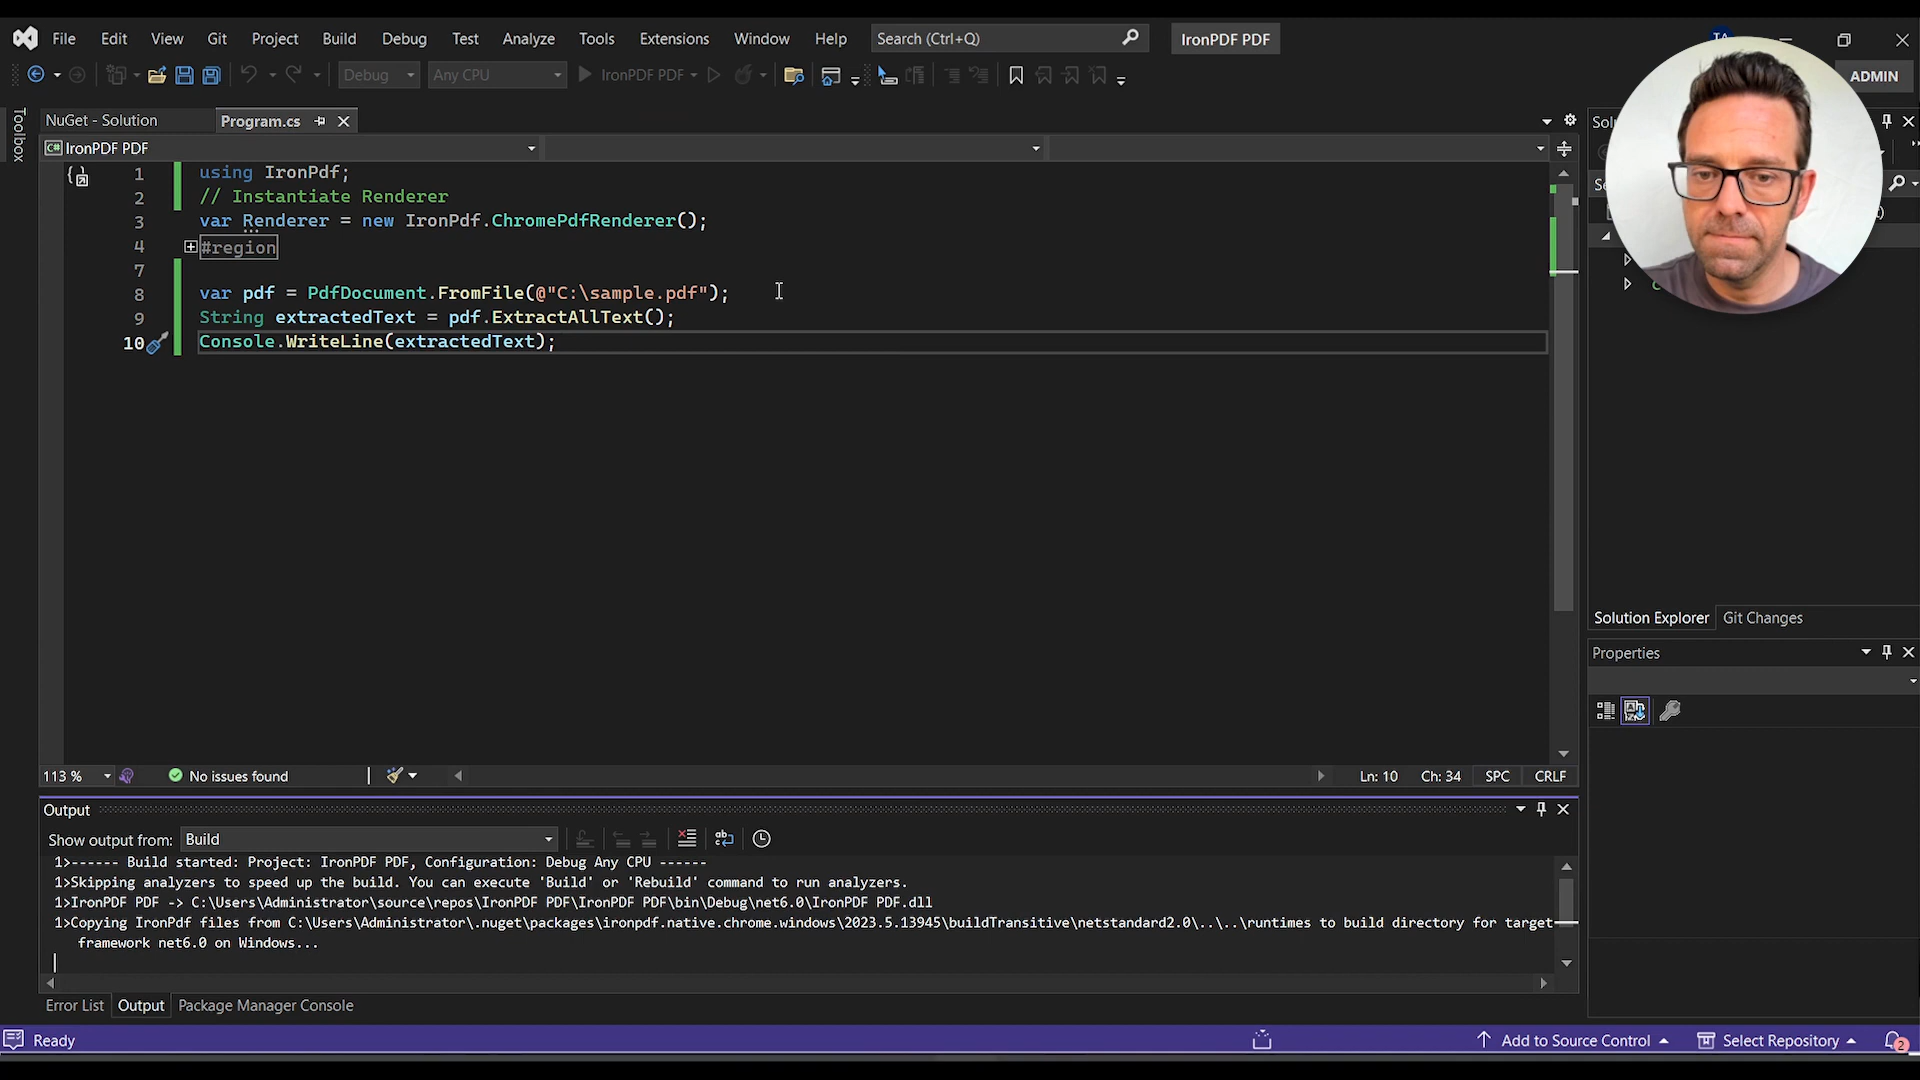 File Edit View Git Project Build Debug Test Analyze Tools Extensions Window Help Search (Ctrl+Q) IronPDF PDF
Debug Any CPU IronPDF PDF ADMIN
Toolbox
NuGet - Solution Program.cs
C# IronPDF PDF
1 using IronPdf;
2 // Instantiate Renderer
3 var Renderer = new IronPdf.ChromePdfRenderer();
4 #region
7
8 var pdf = PdfDocument.FromFile(@"C:\sample.pdf");
9 String extractedText = pdf.ExtractAllText();
10 Console.WriteLine(extractedText);
113 % No issues found Ln: 10 Ch: 34 SPC CRLF
Solution Explorer Git Changes
Properties
Output
Show output from: Build
1>------ Build started: Project: IronPDF PDF, Configuration: Debug Any CPU ------
1>Skipping analyzers to speed up the build. You can execute 'Build' or 'Rebuild' command to run analyzers.
1>IronPDF PDF -> C:\Users\Administrator\source\repos\IronPDF PDF\IronPDF PDF\bin\Debug\net6.0\IronPDF PDF.dll
1>Copying IronPdf files from C:\Users\Administrator\.nuget\packages\ironpdf.native.chrome.windows\2023.5.13945\buildTransitive\netstandard2.0\..\..\runtimes to build directory for target
framework net6.0 on Windows...
Error List Output Package Manager Console
Ready Add to Source Control Select Repository 2